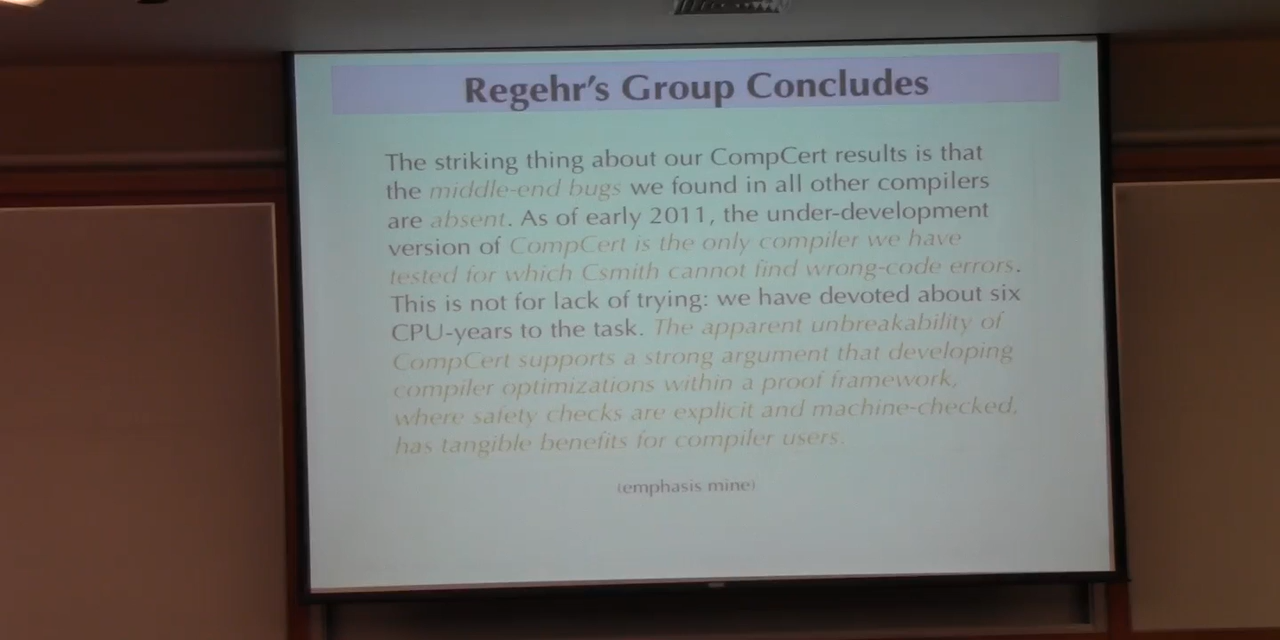 Regehr's Group Concludes
The striking thing about our CompCert results is that
the middle-end bugs we found in all other compilers
are absent. As of early 2011, the under-development
version of CompCert is the only compiler we have
tested for which Csmith cannot find wrong-code errors.
This is not for lack of trying: we have devoted about six
CPU-years to the task. The apparent unbreakability of
CompCert supports a strong argument that developing
compiler optimizations within a proof framework,
where safety checks are explicit and machine-checked,
has tangible benefits for compiler users.
(emphasis mine)